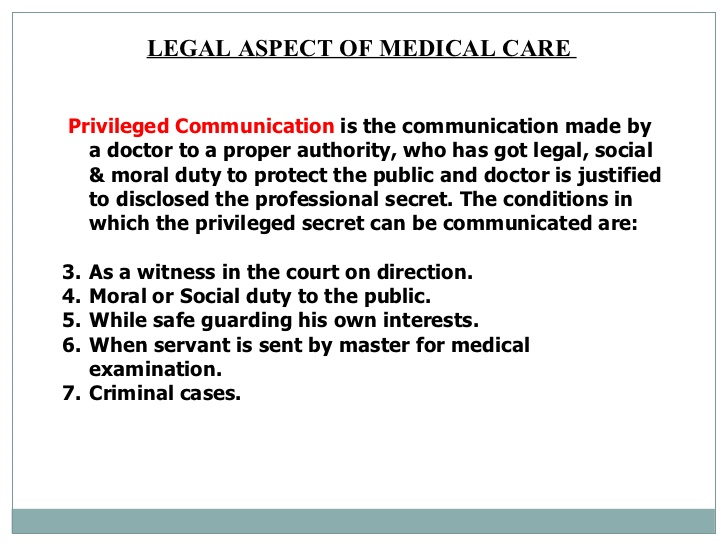 LEGAL ASPECT OF MEDICAL CARE
Privileged Communication is the communication made by
a doctor to a proper authority, who has got legal, social
& moral duty to protect the public and doctor is justified
to disclosed the professional secret. The conditions in
which the privileged secret can be communicated are:
3. As a witness in the court on direction.
4. Moral or Social duty to the public.
5. While safe guarding his own interests.
6. When servant is sent by master for medical
examination.
7. Criminal cases.